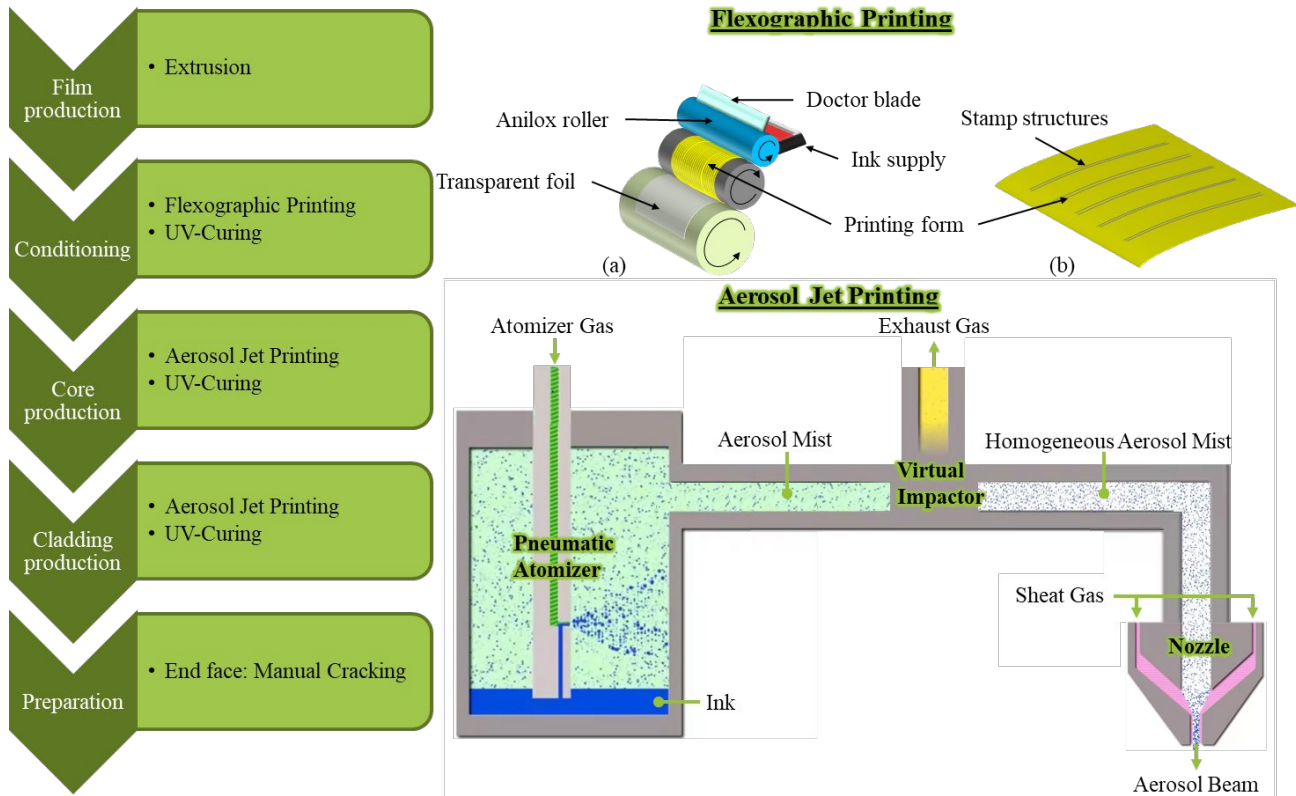 Film
production
• Extrusion
Conditioning
• Flexographic Printing
• UV-Curing
Core
production
• Aerosol Jet Printing
• UV-Curing
Cladding
production
• Aerosol Jet Printing
• UV-Curing
Preparation
• End face: Manual Cracking
Flexographic Printing
Doctor blade
Anilox roller
Ink supply
Transparent foil
Printing form
Stamp structures
(a)
(b)
Aerosol Jet Printing
Atomizer Gas
Exhaust Gas
Aerosol Mist
Homogeneous Aerosol Mist
Virtual
Impactor
Pneumatic
Atomizer
Sheat Gas
Nozzle
Ink
Aerosol Beam